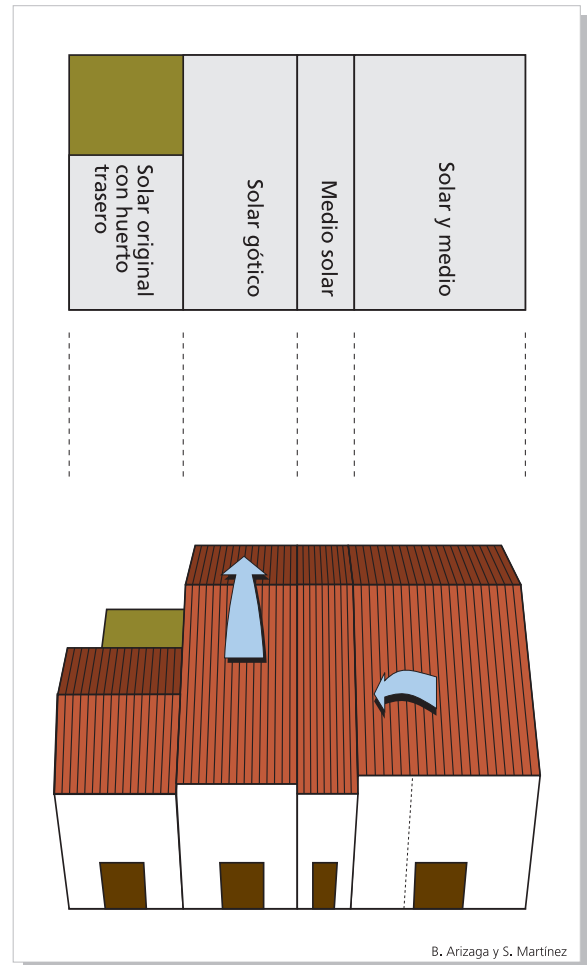 Solar original
con huerto
trasero
Solar gótico
Medio solar
Solar y medio
B. Arizaga y S. Martínez